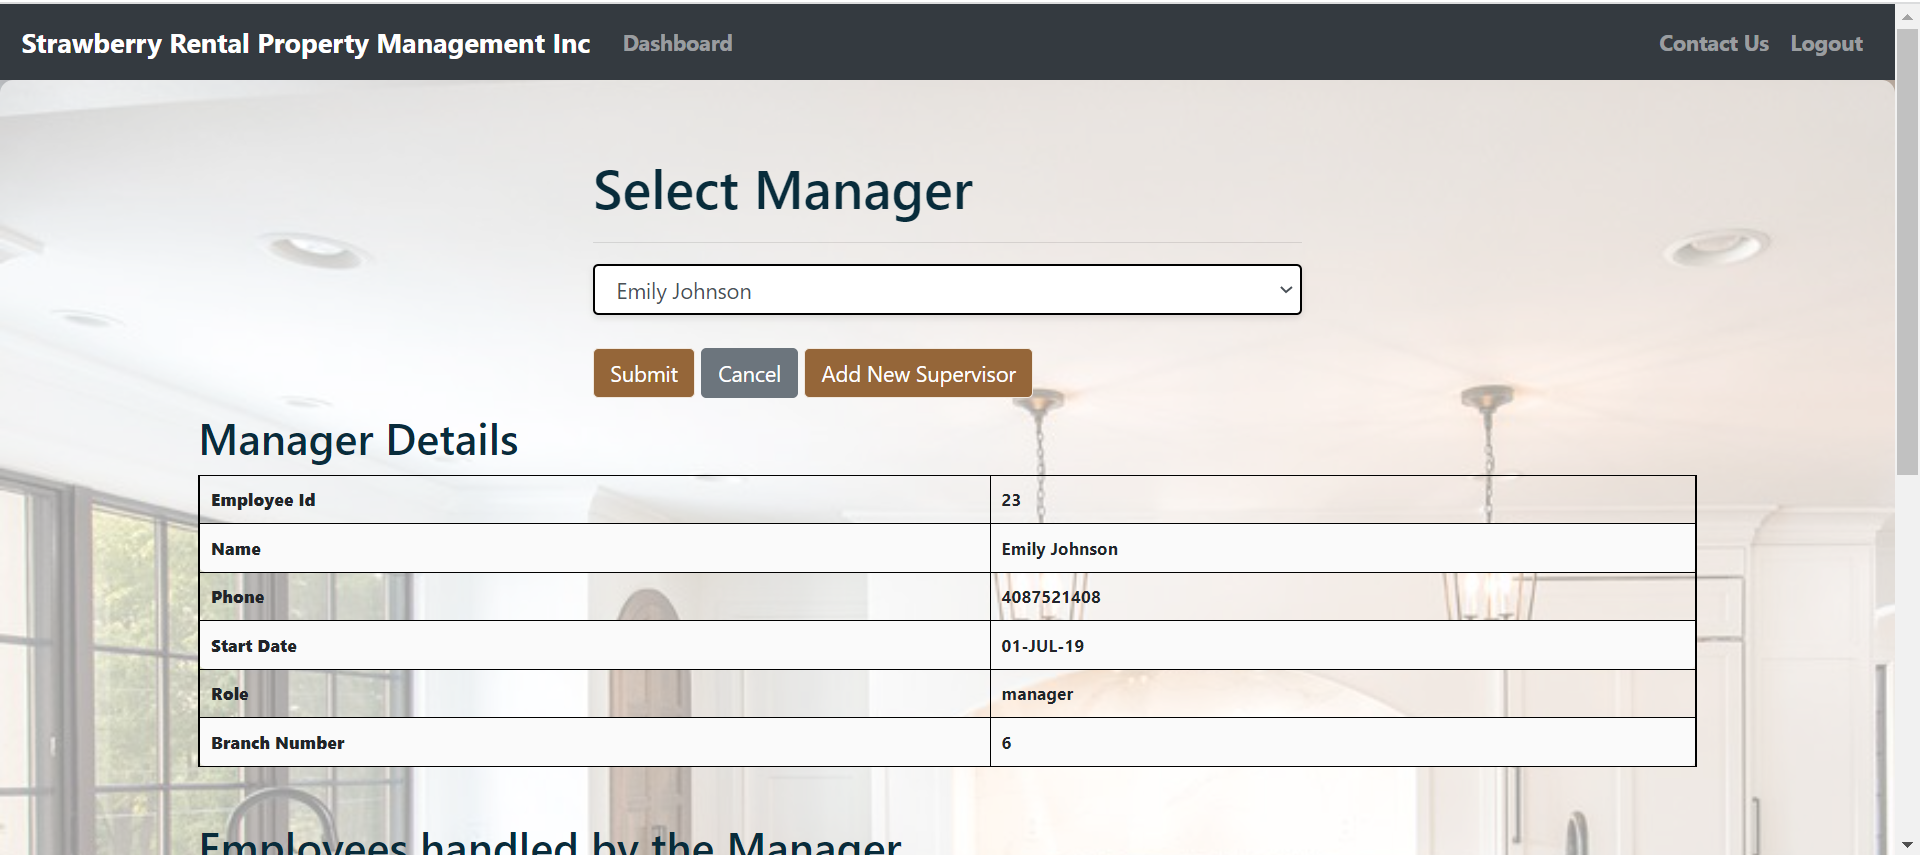 Strawberry Rental Property Management Inc Dashboard Contact Us Logout
Select Manager
Emily Johnson
Submit Cancel Add New Supervisor
Manager Details
Employee Id 23
Name Emily Johnson
Phone 4087521408
Start Date 01-JUL-19
Role manager
Branch Number 6
Employees handled by the Manager